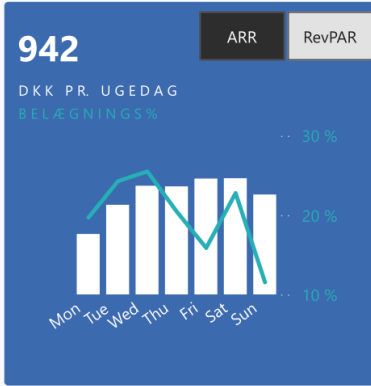 942
ARR
RevPAR
DKK PR. UGEDAG
BELÆGNINGS%
30 %
20 %
10 %
Mon
Tue
Wed
Thu
Fri
Sat
Sun